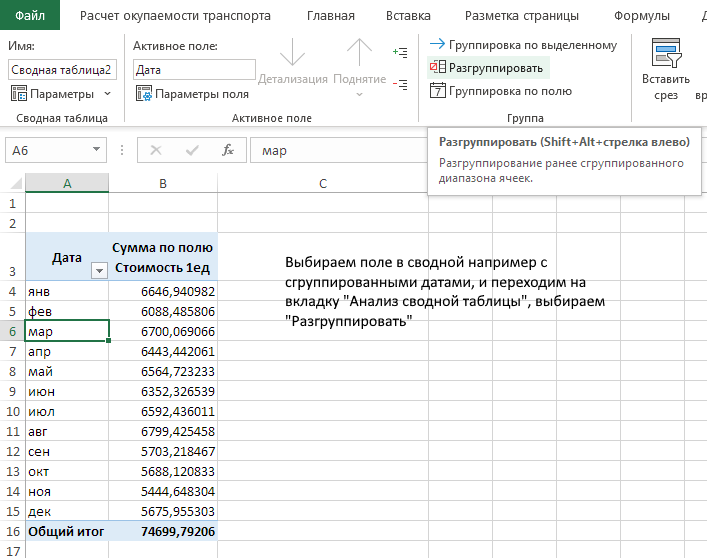 Файл Расчет окупаемости транспорта Главная Вставка Разметка страницы Формулы Д
Имя: Активное поле:
Сводная таблица2 Дата
Параметры Параметры поля
Детализация Поднятие
Группировка по выделенному
Разгруппировать
Группировка по полю
Вставить
срез
вр
Сводная таблица Активное поле Группа
Разгруппировать (Shift+Alt+стрелка влево)
Разгруппирование ранее сгруппированного
диапазона ячеек.
A6 fx мар
A B C
1
2
3 Дата Сумма по полю
Стоимость 1ед
Выбираем поле в сводной например с
сгруппированными датами, и переходим на
вкладку "Анализ сводной таблицы", выбираем
"Разгруппировать"
4 янв 6646,940982
5 фев 6088,485806
6 мар 6700,069066
7 апр 6443,442061
8 май 6564,723233
9 июн 6352,326539
10 июл 6592,436011
11 авг 6799,425458
12 сен 5703,218467
13 окт 5688,120833
14 ноя 5444,648304
15 дек 5675,955303
16 Общий итог 74699,79206
17